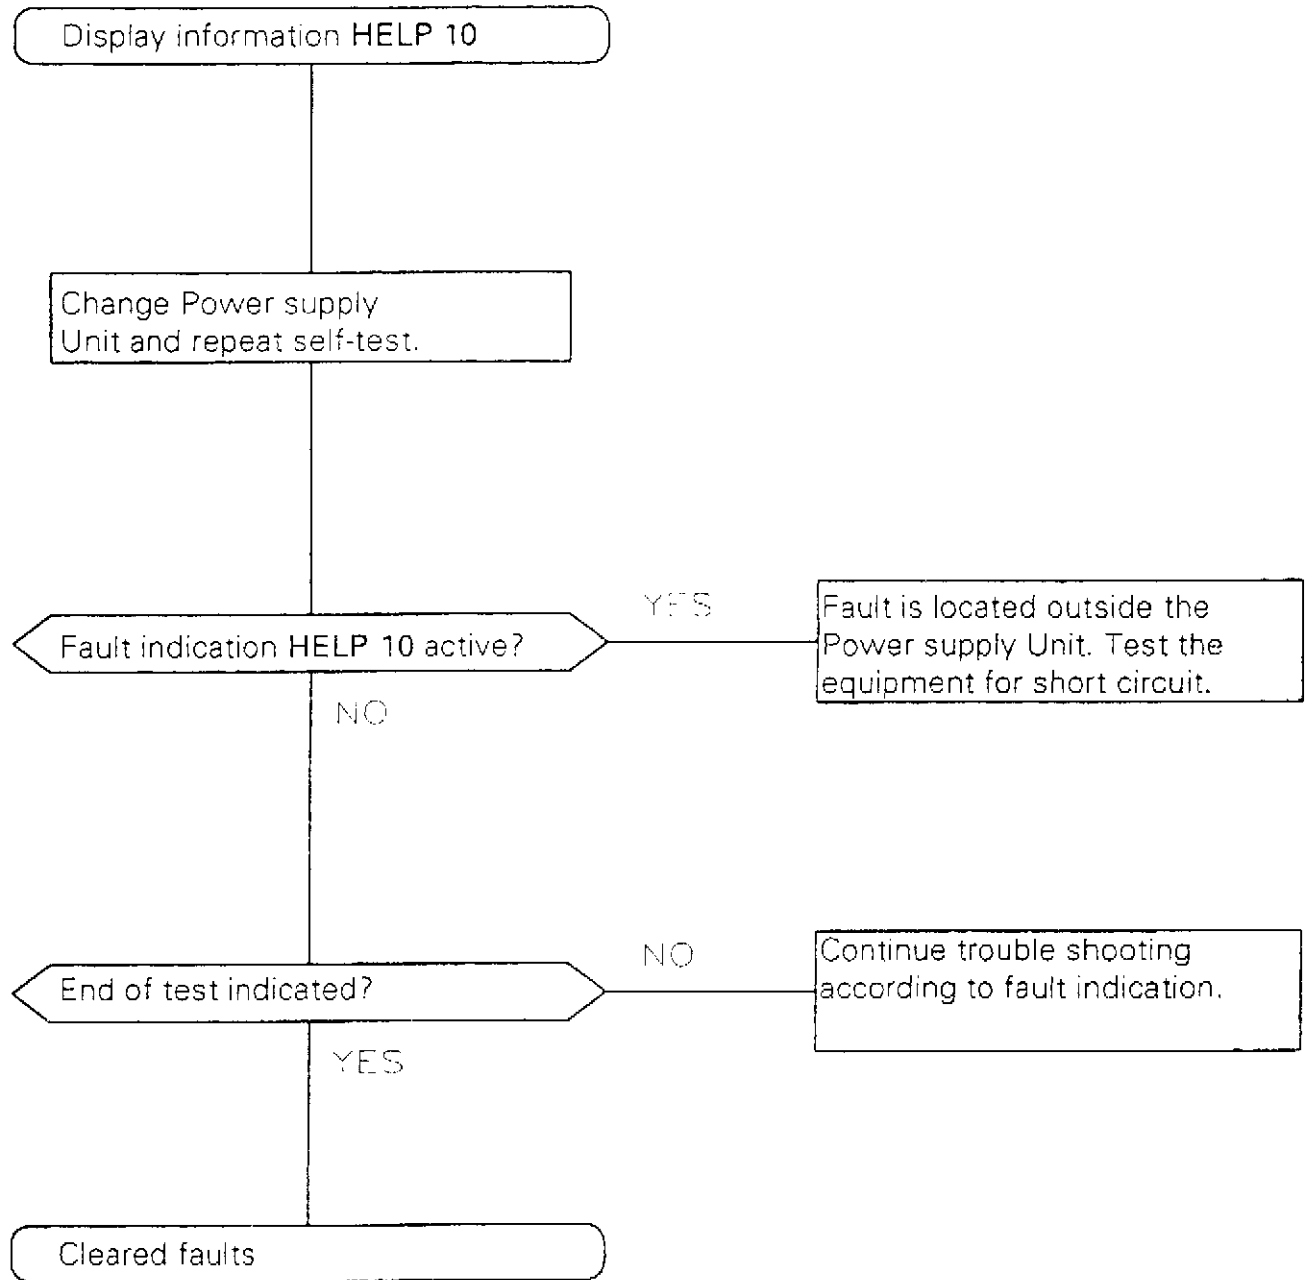 Display information HELP 10
Change Power supply
Unit and repeat self-test.
Fault indication HELP 10 active?
YES
Fault is located outside the
Power supply Unit. Test the
equipment for short circuit.
NO
End of test indicated?
NO
Continue trouble shooting
according to fault indication.
YES
Cleared faults